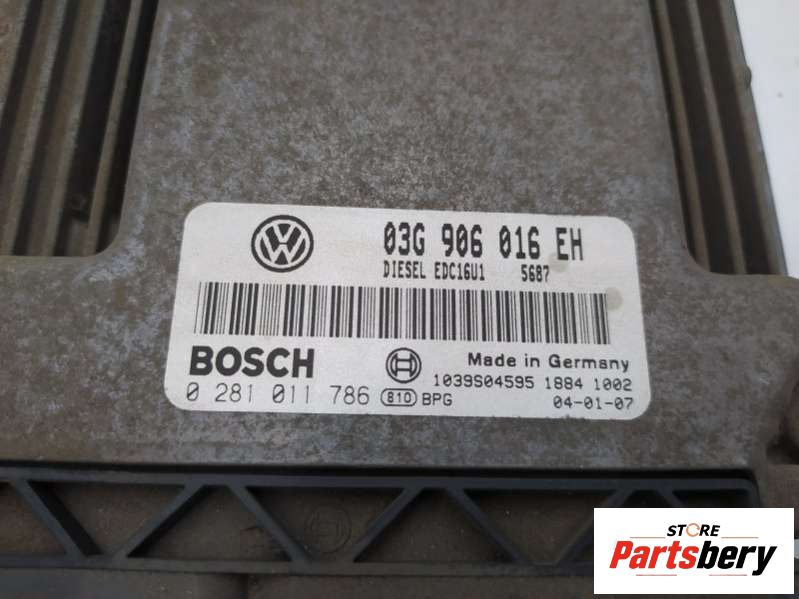 03G 906 016 EH
DIESEL EDC16U1 5687
BOSCH
Made in Germany
0 281 011 786 810 BPG
1039S04595 1884 1002
04-01-07
STORE
Partsbery